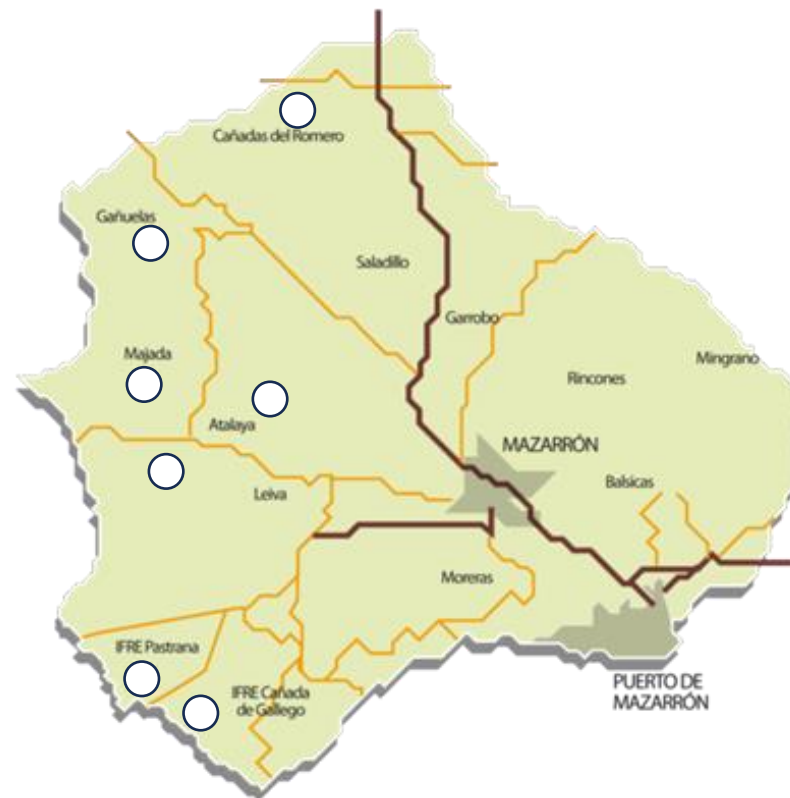 Cañadas del Romero
Gañuelas
Saladillo
Garrobo
Majada
Mingrano
Rincones
Atalaya
MAZARRÓN
Balsicas
Leiva
Moreras
IFRE Pastrana
IFRE Cañada
de Gallego
PUERTO DE
MAZARRÓN